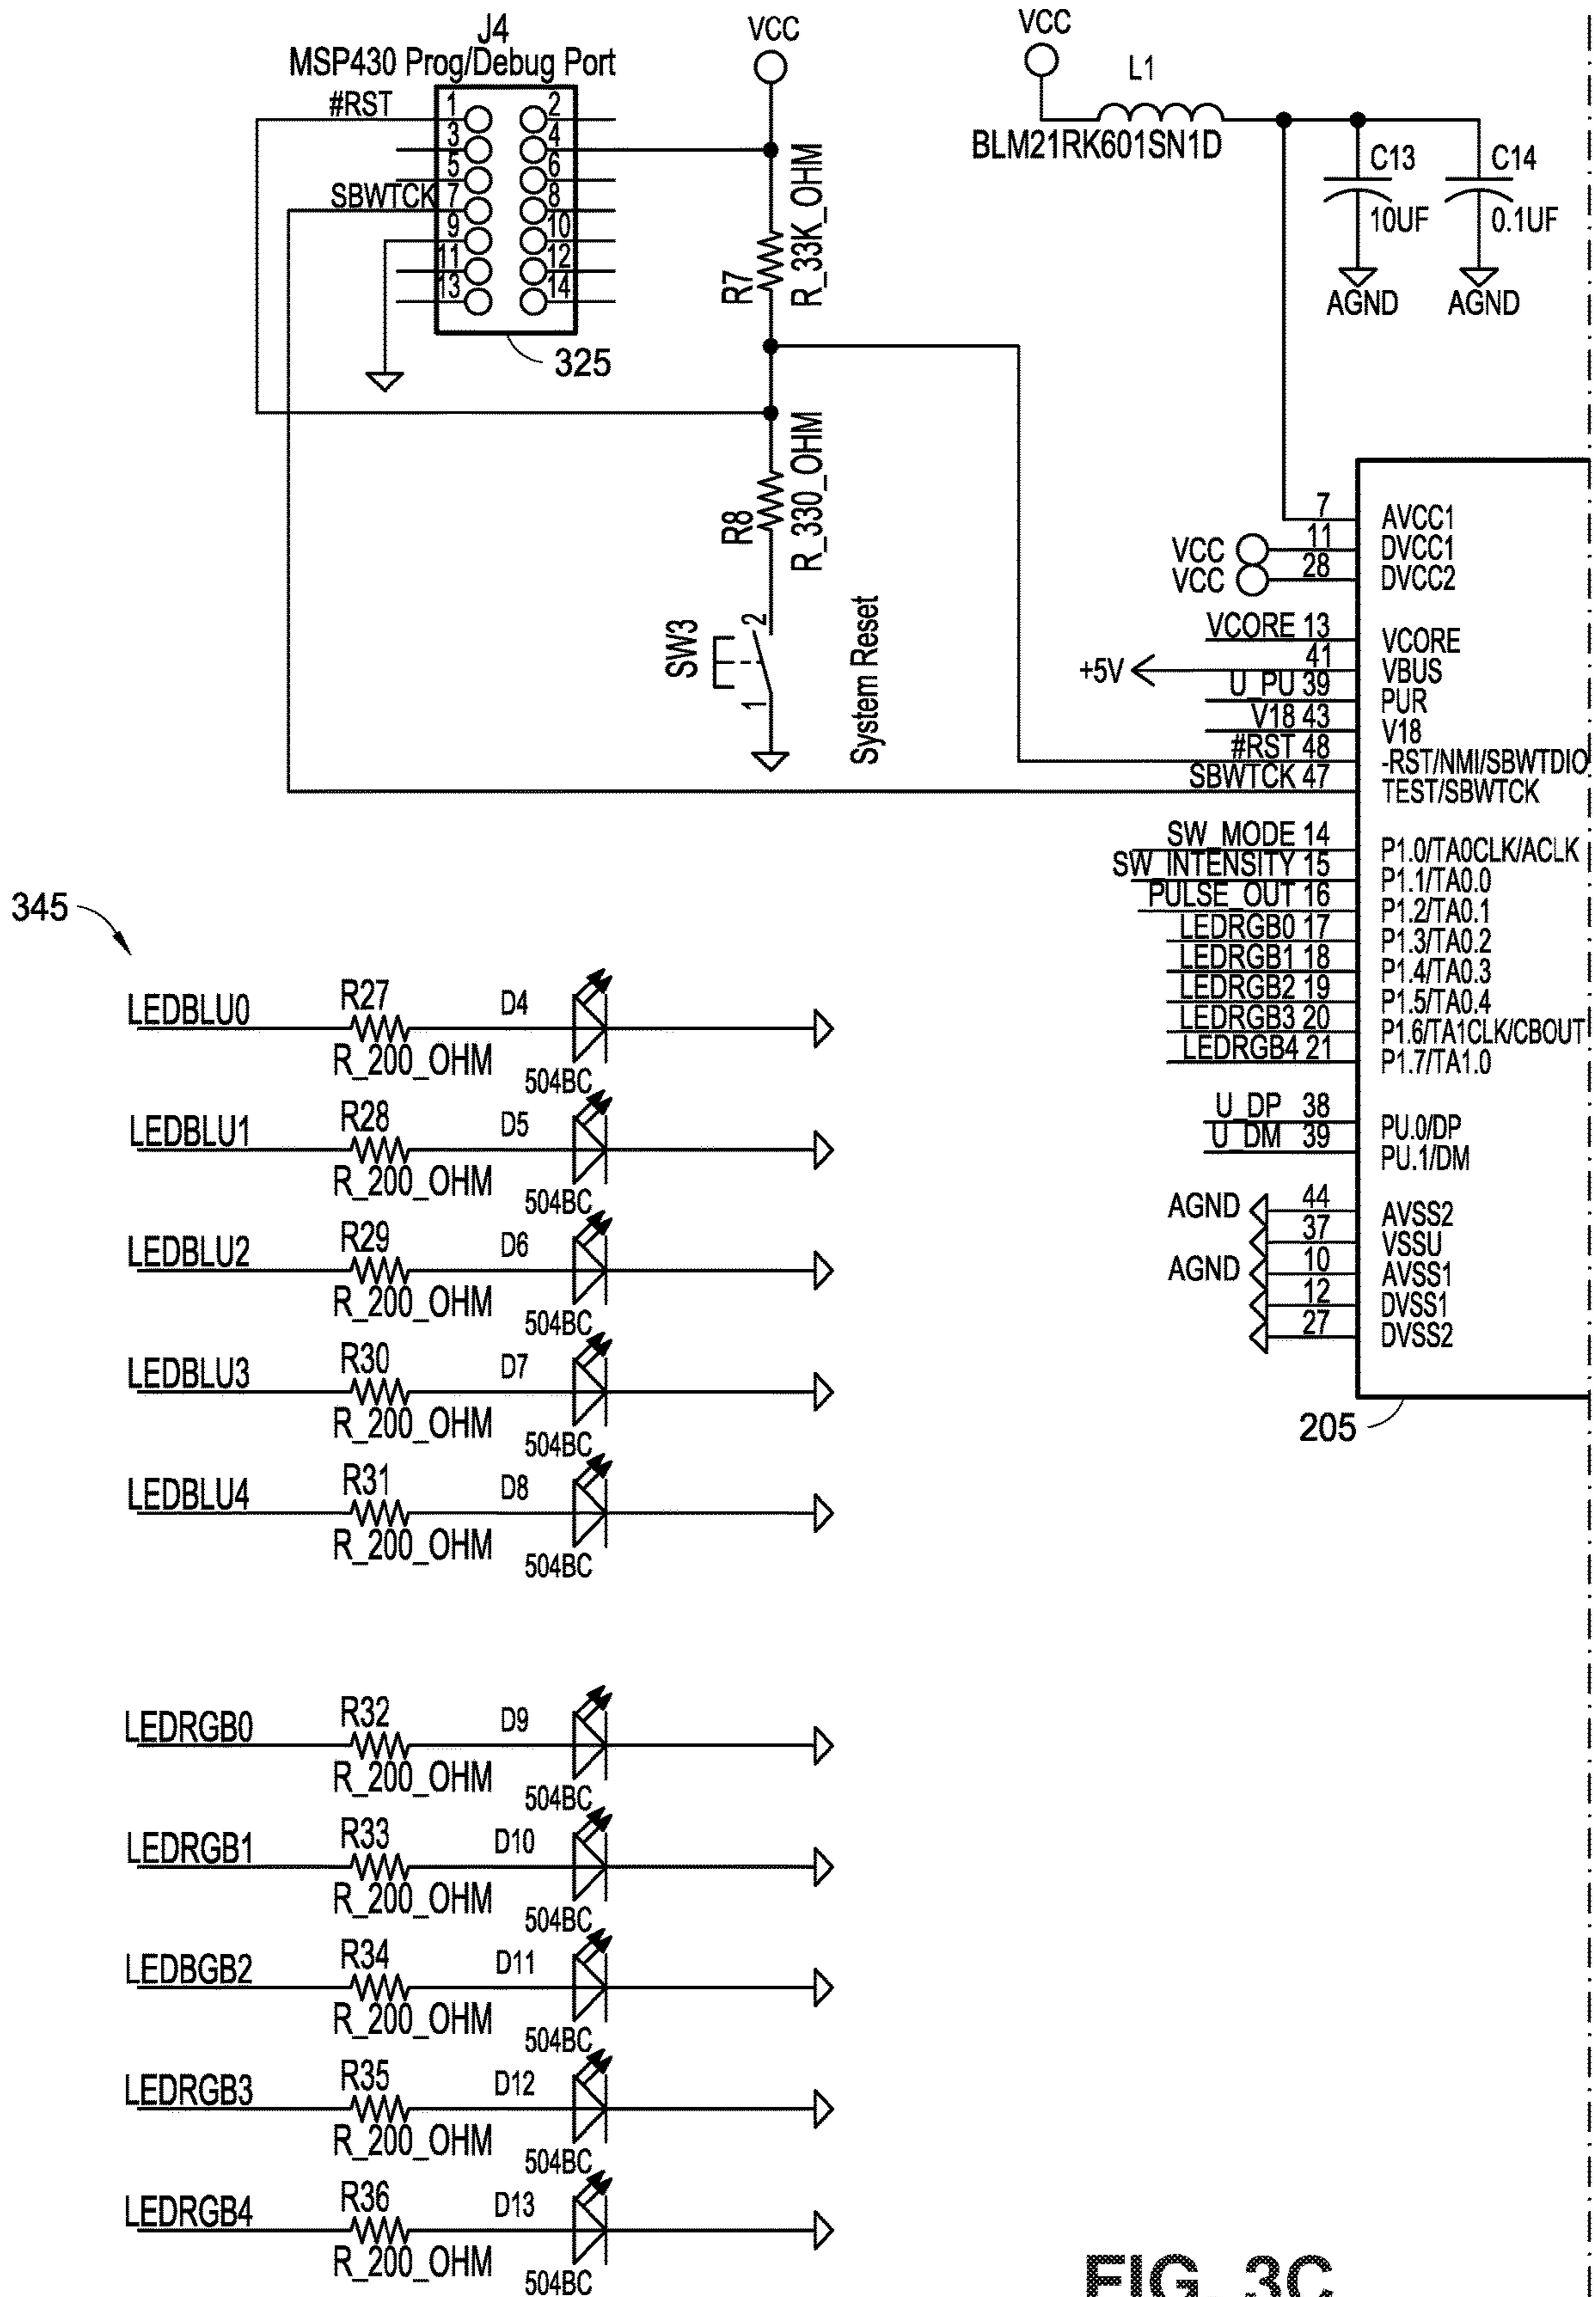 J4
MSP430 Prog/Debug Port
#RST
1
2
3
4
5
6
SBWTCK
7
8
9
10
11
12
13
14
325
VCC
R7
R_33K_OHM
R8
R_330_OHM
SW3
2
1
System Reset
VCC
L1
BLM21RK601SN1D
C13
10UF
AGND
C14
0.1UF
AGND
7 AVCC1
VCC 11 DVCC1
VCC 28 DVCC2
VCORE 13 VCORE
+5V 41 VBUS
U_PU 39 PUR
V18 43 V18
#RST 48 -RST/NMI/SBWTDIO
SBWTCK 47 TEST/SBWTCK
SW_MODE 14 P1.0/TA0CLK/ACLK
SW_INTENSITY 15 P1.1/TA0.0
PULSE_OUT 16 P1.2/TA0.1
LEDRGB0 17 P1.3/TA0.2
LEDRGB1 18 P1.4/TA0.3
LEDRGB2 19 P1.5/TA0.4
LEDRGB3 20 P1.6/TA1CLK/CBOUT
LEDRGB4 21 P1.7/TA1.0
U_DP 38 PU.0/DP
U_DM 39 PU.1/DM
AGND 44 AVSS2
37 VSSU
AGND 10 AVSS1
12 DVSS1
27 DVSS2
205
345
LEDBLU0 R27 D4
R_200_OHM 504BC
LEDBLU1 R28 D5
R_200_OHM 504BC
LEDBLU2 R29 D6
R_200_OHM 504BC
LEDBLU3 R30 D7
R_200_OHM 504BC
LEDBLU4 R31 D8
R_200_OHM 504BC
LEDRGB0 R32 D9
R_200_OHM 504BC
LEDRGB1 R33 D10
R_200_OHM 504BC
LEDBGB2 R34 D11
R_200_OHM 504BC
LEDRGB3 R35 D12
R_200_OHM 504BC
LEDRGB4 R36 D13
R_200_OHM 504BC
FIG. 3C